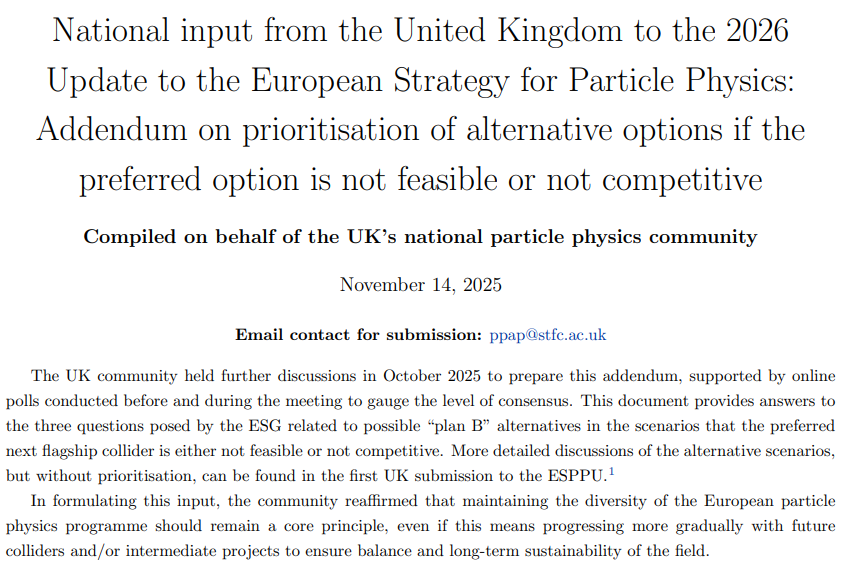 National input from the United Kingdom to the 2026
Update to the European Strategy for Particle Physics:
Addendum on prioritisation of alternative options if the
preferred option is not feasible or not competitive
Compiled on behalf of the UK's national particle physics community
November 14, 2025
Email contact for submission: ppap@stfc.ac.uk
The UK community held further discussions in October 2025 to prepare this addendum, supported by online
polls conducted before and during the meeting to gauge the level of consensus. This document provides answers to
the three questions posed by the ESG related to possible “plan B” alternatives in the scenarios that the preferred
next flagship collider is either not feasible or not competitive. More detailed discussions of the alternative scenarios,
but without prioritisation, can be found in the first UK submission to the ESPPU.1
In formulating this input, the community reaffirmed that maintaining the diversity of the European particle
physics programme should remain a core principle, even if this means progressing more gradually with future
colliders and/or intermediate projects to ensure balance and long-term sustainability of the field.